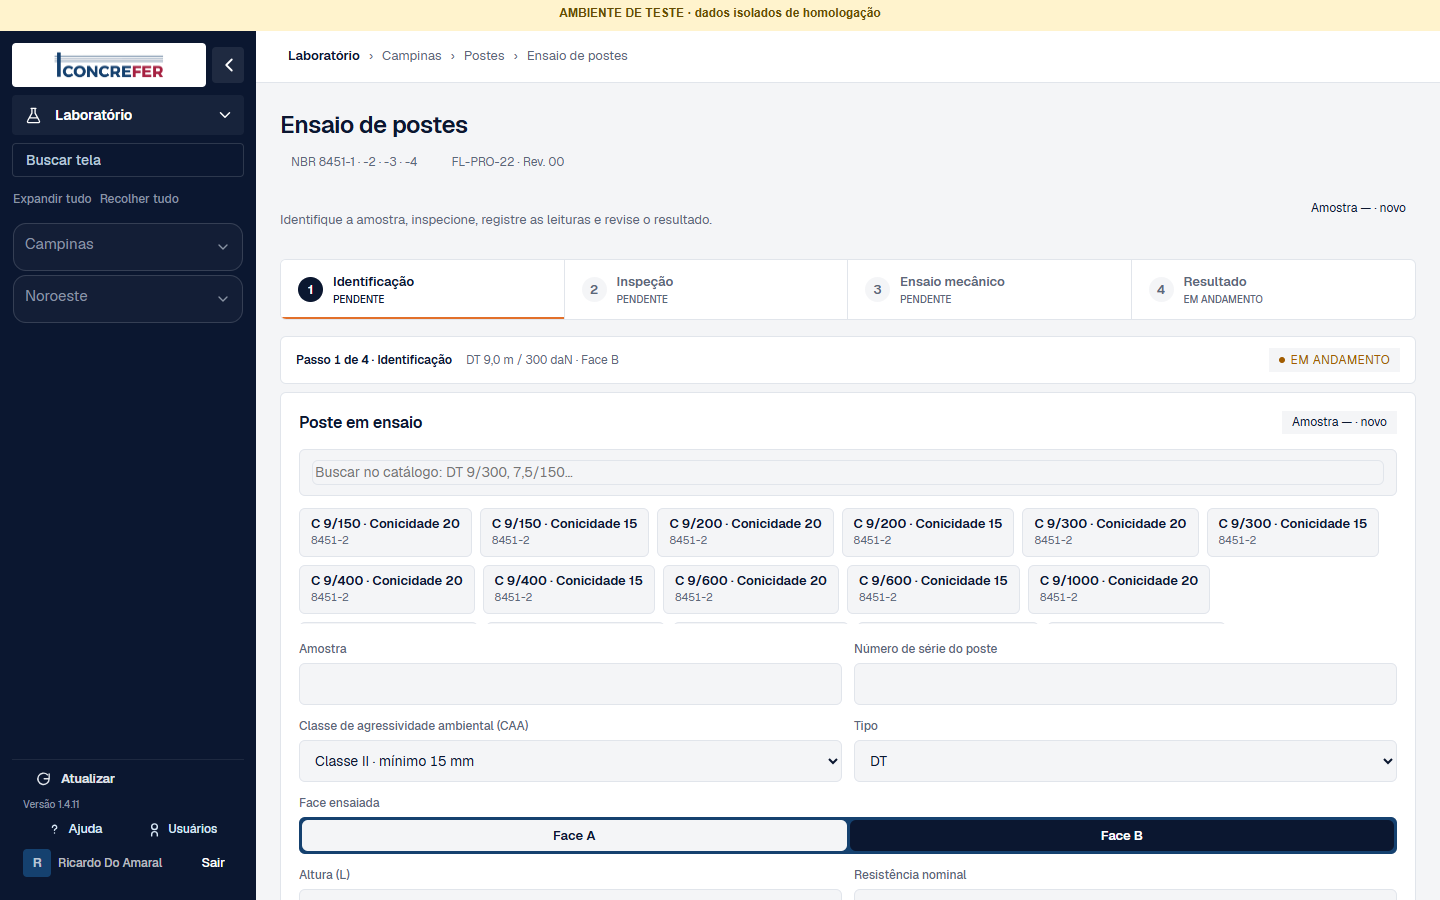 AMBIENTE DE TESTE · dados isolados de homologação
CONCREFER
Laboratório
Buscar tela
Expandir tudo Recolher tudo
Campinas
Noroeste
Atualizar
Versão 1.4.11
? Ajuda Usuários
R Ricardo Do Amaral Sair
Laboratório › Campinas › Postes › Ensaio de postes
Ensaio de postes
NBR 8451-1 · -2 · -3 · -4 FL-PRO-22 · Rev. 00
Identifique a amostra, inspecione, registre as leituras e revise o resultado.
Amostra — · novo
1 Identificação PENDENTE
2 Inspeção PENDENTE
3 Ensaio mecânico PENDENTE
4 Resultado EM ANDAMENTO
Passo 1 de 4 · Identificação DT 9,0 m / 300 daN · Face B EM ANDAMENTO
Poste em ensaio Amostra — · novo
Buscar no catálogo: DT 9/300, 7,5/150...
C 9/150 · Conicidade 20 C 9/150 · Conicidade 15 C 9/200 · Conicidade 20 C 9/200 · Conicidade 15 C 9/300 · Conicidade 20 C 9/300 · Conicidade 15
8451-2 8451-2 8451-2 8451-2 8451-2 8451-2
C 9/400 · Conicidade 20 C 9/400 · Conicidade 15 C 9/600 · Conicidade 20 C 9/600 · Conicidade 15 C 9/1000 · Conicidade 20
8451-2 8451-2 8451-2 8451-2 8451-2
Amostra Número de série do poste
Classe de agressividade ambiental (CAA) Tipo
Classe II · mínimo 15 mm DT
Face ensaiada
Face A Face B
Altura (L) Resistência nominal